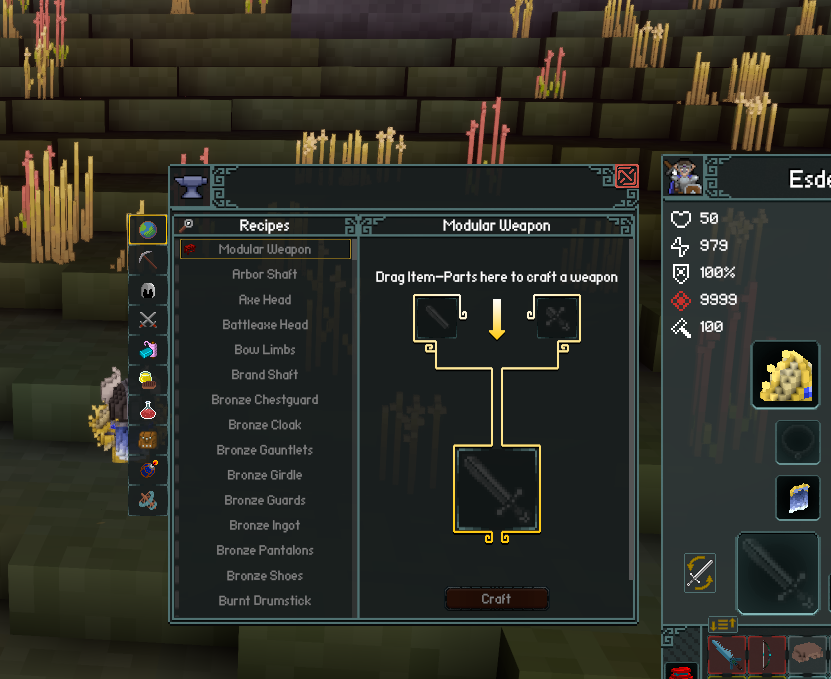 Recipes
Modular Weapon
Arbor Shaft
Axe Head
Battleaxe Head
Bow Limbs
Brand Shaft
Bronze Chestguard
Bronze Cloak
Bronze Gauntlets
Bronze Girdle
Bronze Guards
Bronze Ingot
Bronze Pantalons
Bronze Shoes
Burnt Drumstick
Modular Weapon
Drag Item-Parts here to craft a weapon
Craft
Esde
50
979
100%
9999
100